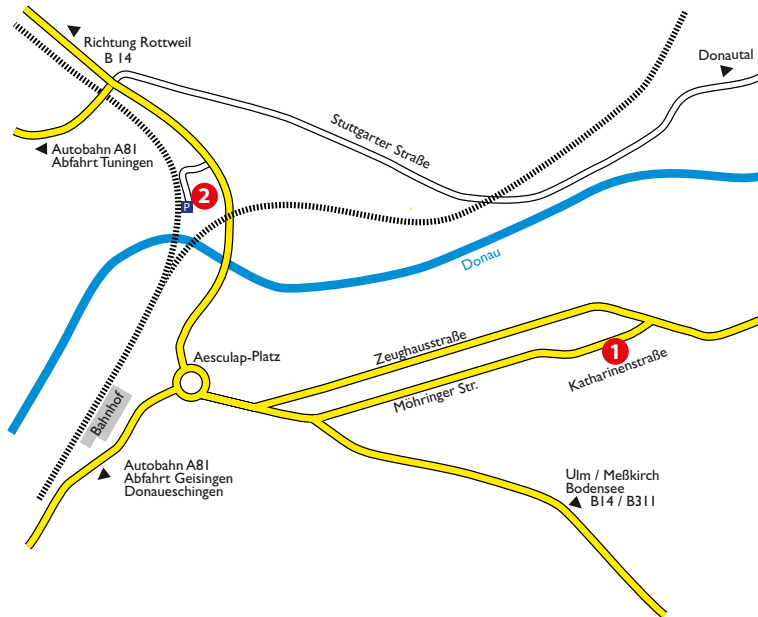 Richtung Rottweil
B 14
Donautal
Stuttgarter Straße
Autobahn A81
Abfahrt Tuningen
2
P
Donau
Aesculap-Platz
Zeughausstraße
1
Katharinenstraße
Möhringer Str.
Bahnhof
Autobahn A81
Abfahrt Geisingen
Donaueschingen
Ulm / Meßkirch
Bodensee
B14 / B311